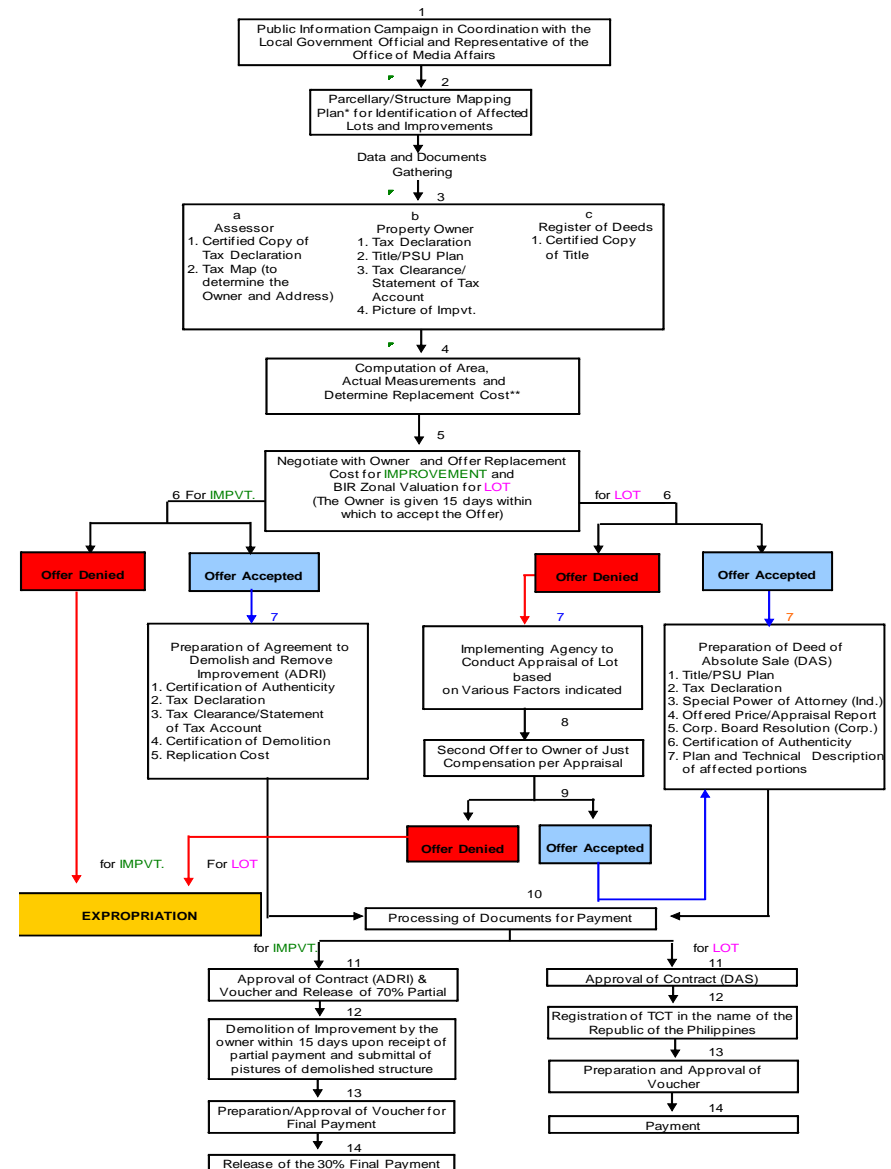 1
Public Information Campaign in Coordination with the
Local Government Official and Representative of the
Office of Media Affairs
2
Parcellary/Structure Mapping
Plan* for Identification of Affected
Lots and Improvements
Data and Documents
Gathering
3
a
Assessor
1. Certified Copy of
Tax Declaration
2. Tax Map (to
determine the
Owner and Address)
b
Property Owner
1. Tax Declaration
2. Title/PSU Plan
3. Tax Clearance/
Statement of Tax
Account
4. Picture of Impvt.
c
Register of Deeds
1. Certified Copy
of Title
4
Computation of Area,
Actual Measurements and
Determine Replacement Cost**
5
Negotiate with Owner and Offer Replacement
Cost for IMPROVEMENT and
BIR Zonal Valuation for LOT
(The Owner is given 15 days within
which to accept the Offer)
6 For IMPVT.
for LOT 6
Offer Denied
Offer Accepted
Offer Denied
Offer Accepted
7
Preparation of Agreement to
Demolish and Remove
Improvement (ADRI)
1. Certification of Authenticity
2. Tax Declaration
3. Tax Clearance/Statement
of Tax Account
4. Certification of Demolition
5. Replication Cost
7
Implementing Agency to
Conduct Appraisal of Lot
based
on Various Factors indicated
7
Preparation of Deed of
Absolute Sale (DAS)
1. Title/PSU Plan
2. Tax Declaration
3. Special Power of Attorney (Ind.)
4. Offered Price/Appraisal Report
5. Corp. Board Resolution (Corp.)
6. Certification of Authenticity
7. Plan and Technical Description
of affected portions
8
Second Offer to Owner of Just
Compensation per Appraisal
9
Offer Denied
Offer Accepted
for IMPVT.
For LOT
EXPROPRIATION
10
Processing of Documents for Payment
for IMPVT.
for LOT
11
Approval of Contract (ADRI) &
Voucher and Release of 70% Partial
12
Demolition of Improvement by the
owner within 15 days upon receipt of
partial payment and submittal of
pistures of demolished structure
13
Preparation/Approval of Voucher for
Final Payment
14
Release of the 30% Final Payment
11
Approval of Contract (DAS)
12
Registration of TCT in the name of the
Republic of the Philippines
13
Preparation and Approval of
Voucher
14
Payment